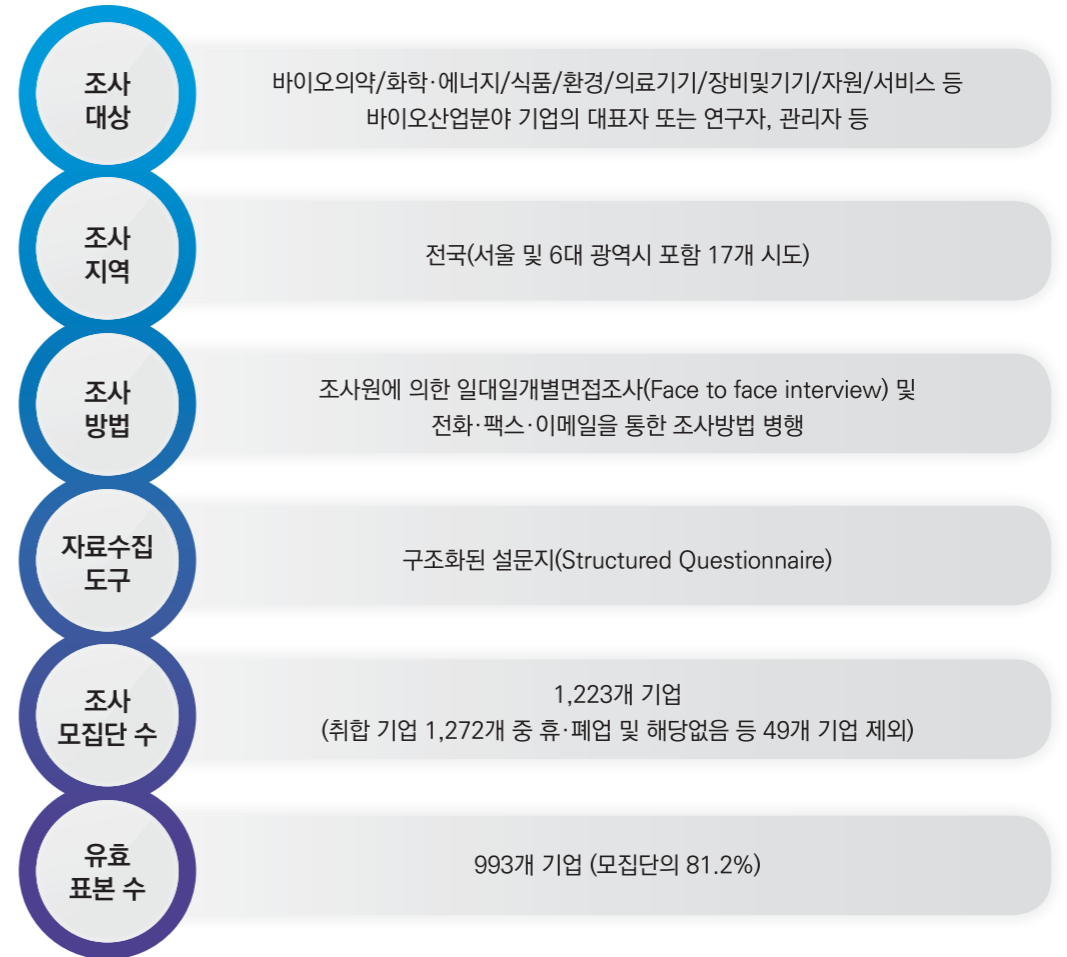 조사
대상
바이오의약/화학·에너지/식품/환경/의료기기/장비및기기/자원/서비스 등
바이오산업분야 기업의 대표자 또는 연구자, 관리자 등
조사
지역
전국(서울 및 6대 광역시 포함 17개 시도)
조사
방법
조사원에 의한 일대일개별면접조사(Face to face interview) 및
전화·팩스·이메일을 통한 조사방법 병행
자료수집
도구
구조화된 설문지(Structured Questionnaire)
조사
모집단 수
1,223개 기업
(취합 기업 1,272개 중 휴·폐업 및 해당없음 등 49개 기업 제외)
유효
표본 수
993개 기업 (모집단의 81.2%)